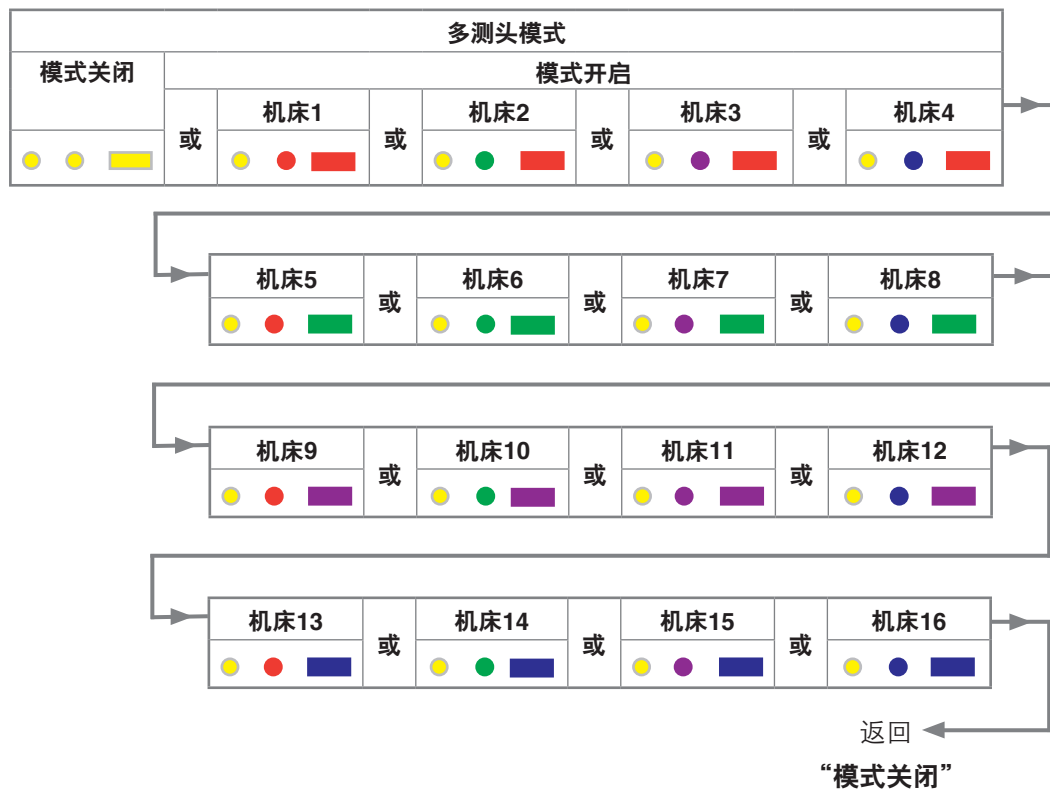 多测头模式
模式关闭
模式开启
或
机床1
或
机床2
或
机床3
或
机床4
机床5
或
机床6
或
机床7
或
机床8
机床9
或
机床10
或
机床11
或
机床12
机床13
或
机床14
或
机床15
或
机床16
返回
“模式关闭”